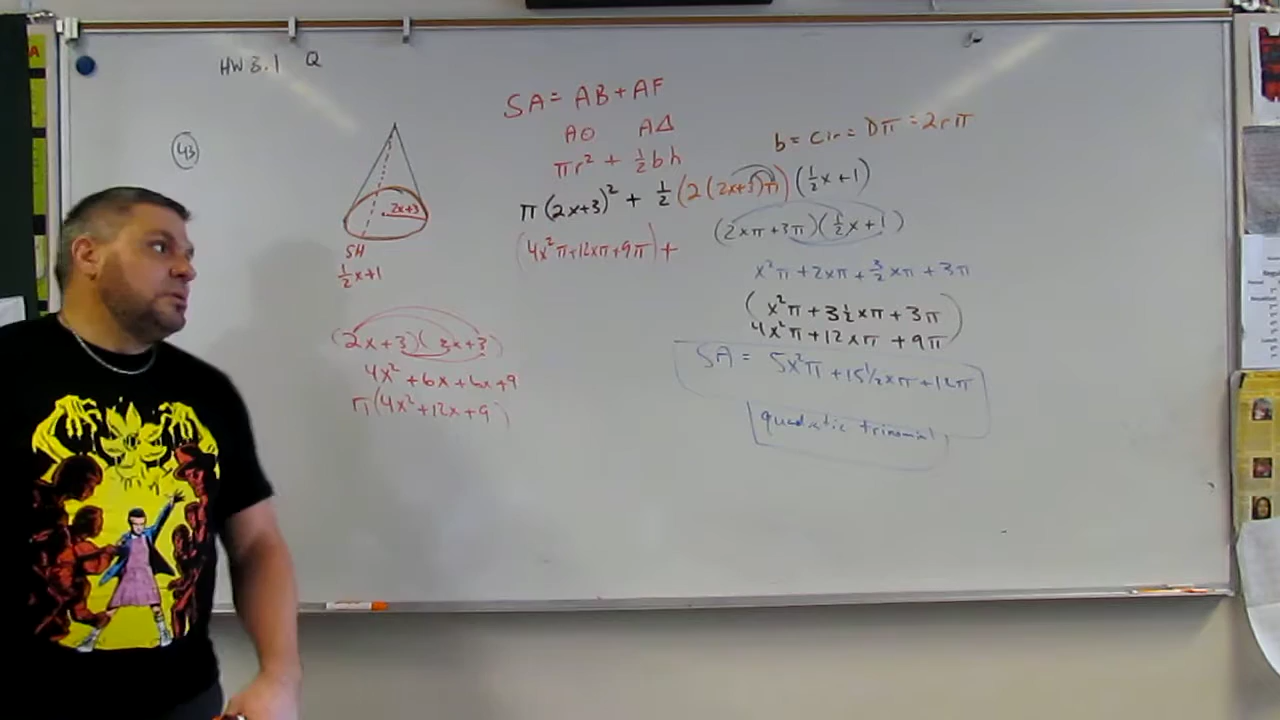 HW 3.1 Q
43
2x+3
SH
½x+1
SA = AB + AF
A⊙ AΔ
πr² + ½bh
b = cir = Dπ = 2rπ
π(2x+3)² + ½(2(2x+3)π)(½x+1)
(4x²π+12xπ+9π)+
(2xπ+3π)(½x+1)
x²π + 2xπ + 3/2xπ + 3π
(x²π + 3½xπ + 3π
4x²π + 12xπ + 9π)
SA = 5x²π + 15½xπ + 12π
quadratic trinomial
(2x+3)(3x+3)
4x² + 6x + 6x + 9
π(4x² + 12x + 9)